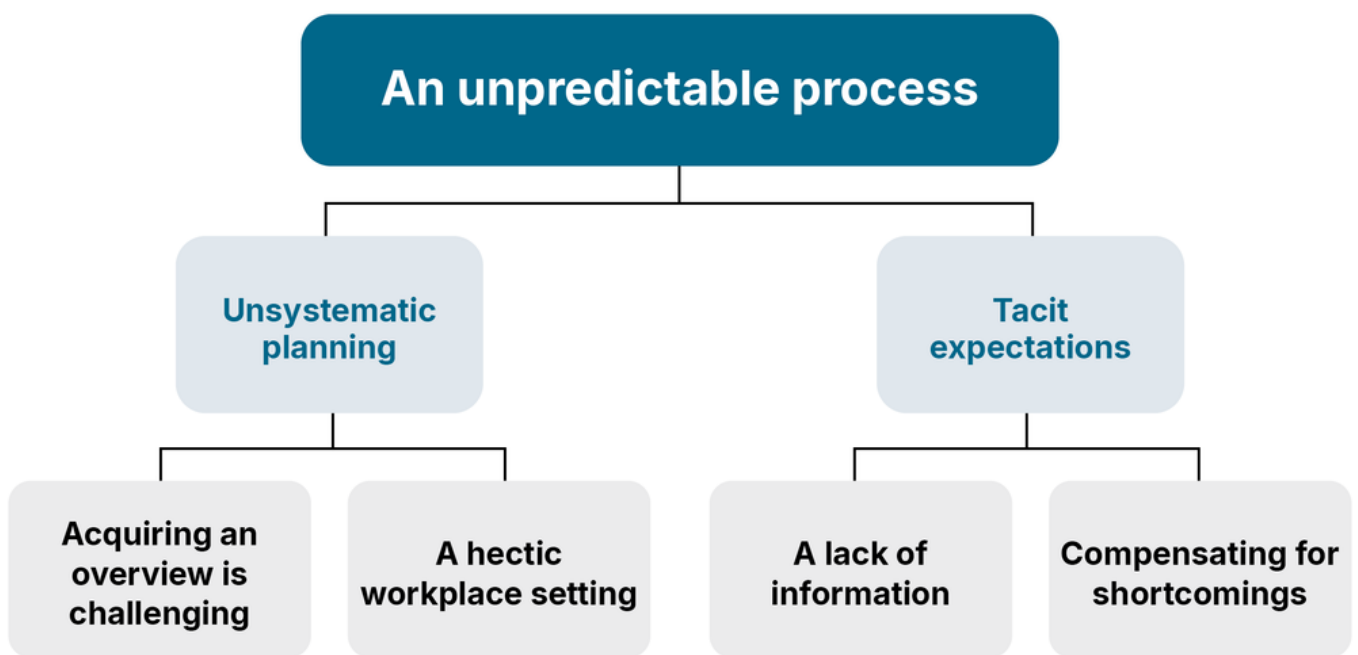 An unpredictable process
Unsystematic
planning
Tacit
expectations
Acquiring an
overview is
challenging
A hectic
workplace setting
A lack of
information
Compensating for
shortcomings